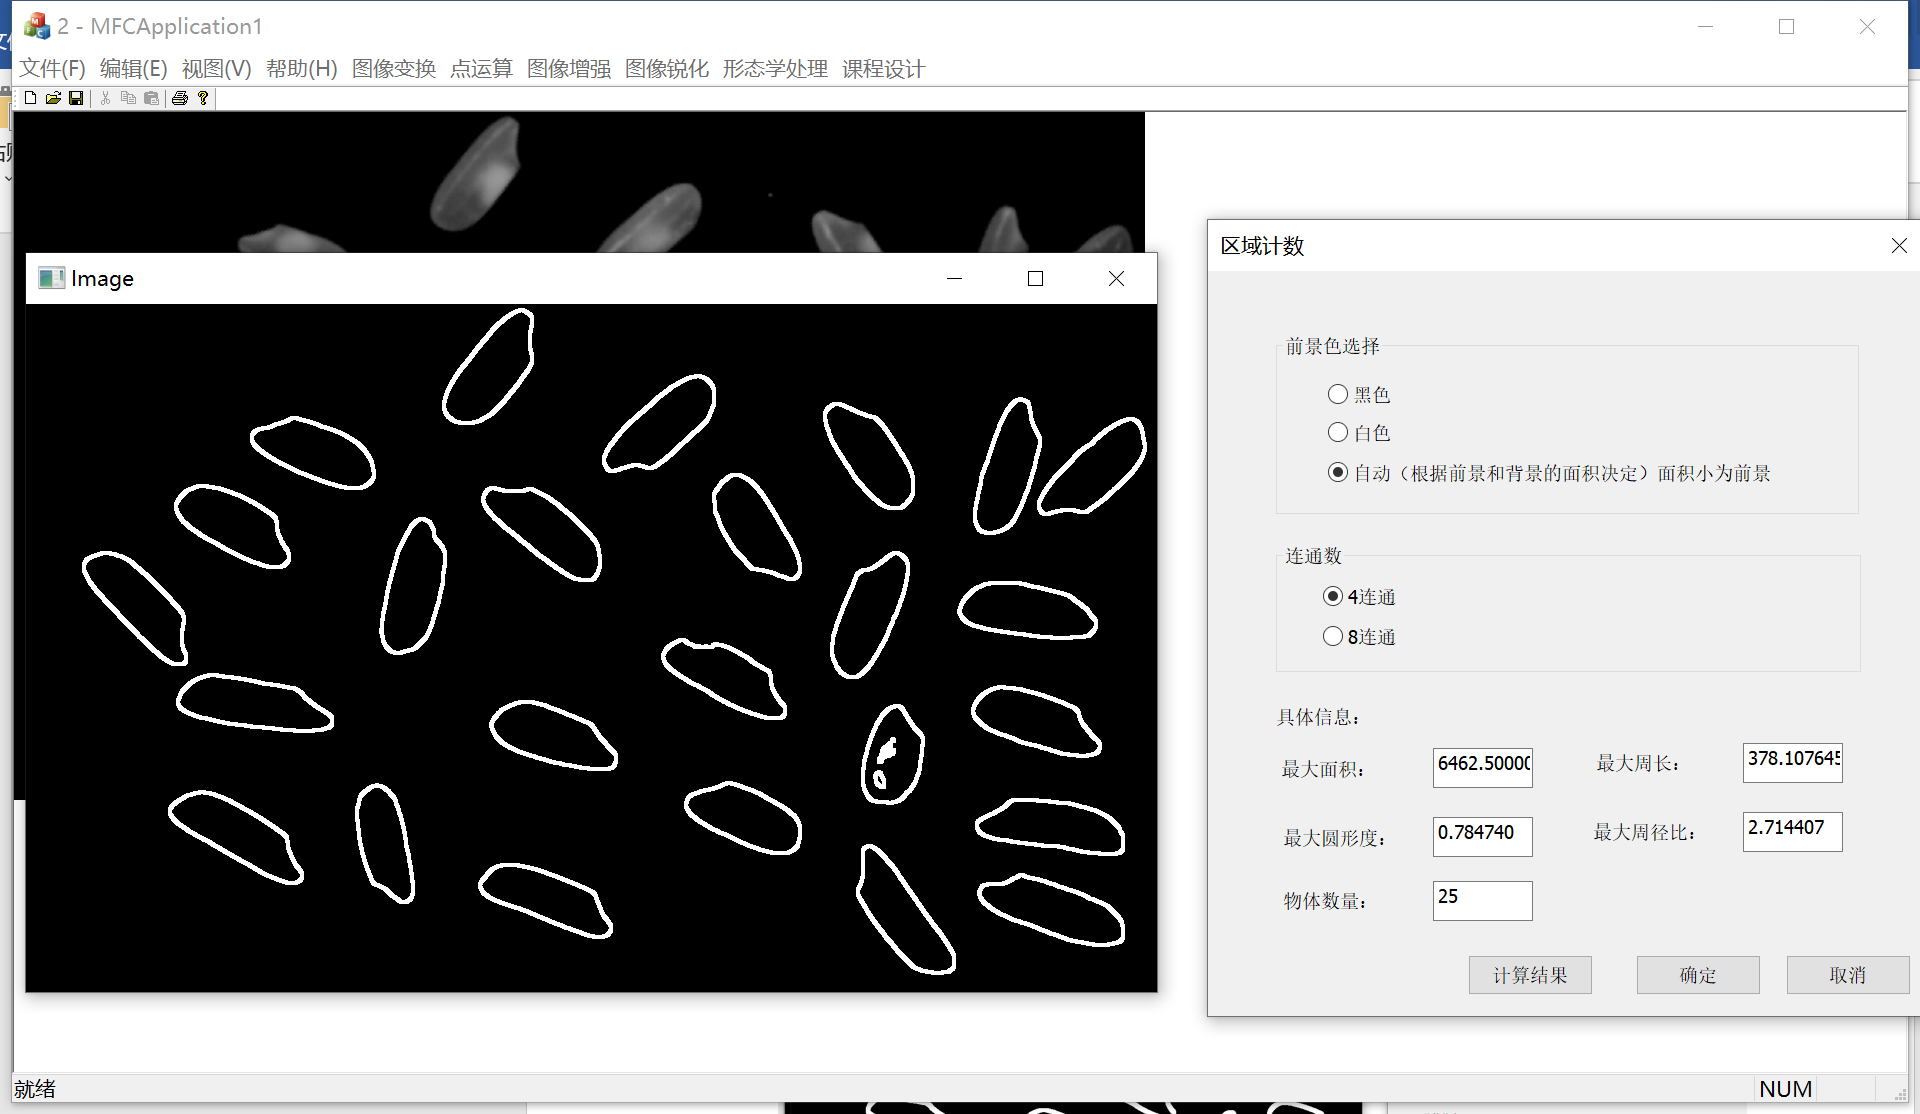 2 - MFCApplication1
文件(F) 编辑(E) 视图(V) 帮助(H) 图像变换 点运算 图像增强 图像锐化 形态学处理 课程设计
Image
区域计数
前景色选择
黑色
白色
自动（根据前景和背景的面积决定）面积小为前景
连通数
4连通
8连通
具体信息：
最大面积： 6462.5000 最大周长： 378.107645
最大圆形度： 0.784740 最大周径比： 2.714407
物体数量： 25
计算结果 确定 取消
就绪 NUM